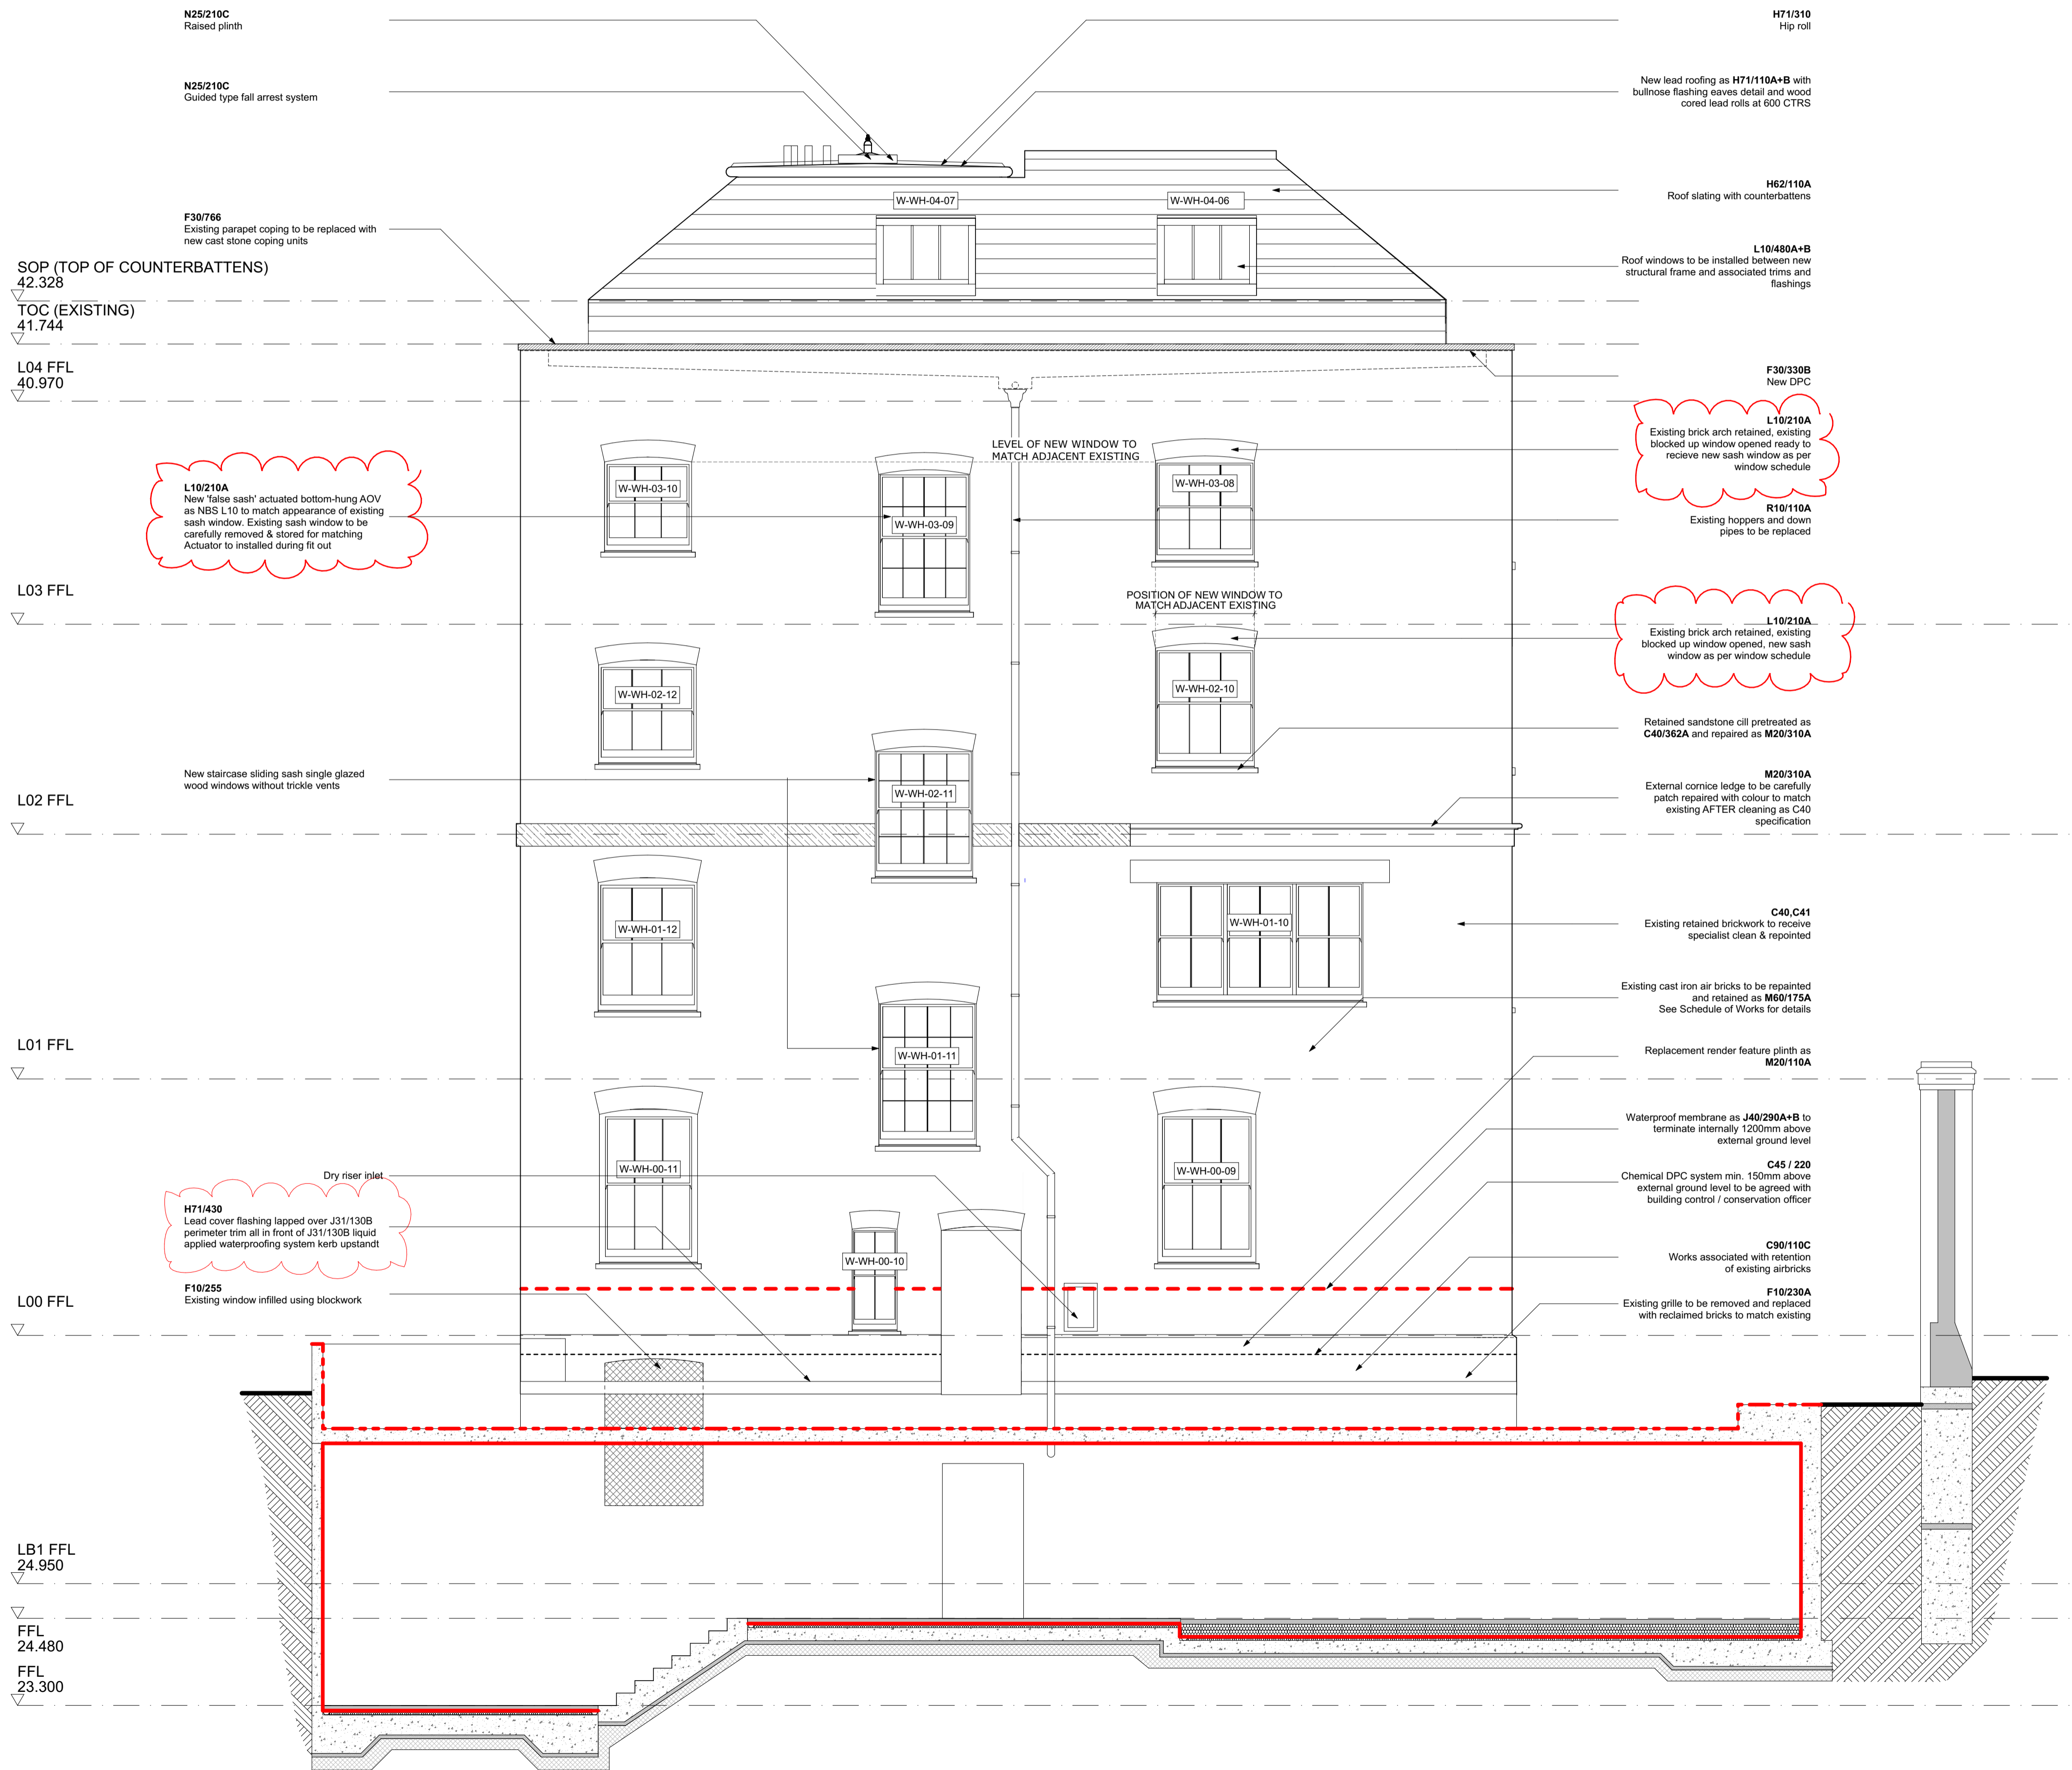 N25/210C
Raised plinth
N25/210C
Guided type fall arrest system
F30/766
Existing parapet coping to be replaced with
new cast stone coping units
SOP (TOP OF COUNTERBATTENS)
42.328
TOC (EXISTING)
41.744
L04 FFL
40.970
L10/210A
New 'false sash' actuated bottom-hung AOV
as NBS L10 to match appearance of existing
sash window. Existing sash window to be
carefully removed & stored for matching
Actuator to installed during fit out
L03 FFL
New staircase sliding sash single glazed
wood windows without trickle vents
L02 FFL
L01 FFL
Dry riser inlet
H71/430
Lead cover flashing lapped over J31/130B
perimeter trim all in front of J31/130B liquid
applied waterproofing system kerb upstandt
F10/255
Existing window infilled using blockwork
L00 FFL
LB1 FFL
24.950
FFL
24.480
FFL
23.300
W-WH-04-07
W-WH-04-06
LEVEL OF NEW WINDOW TO
MATCH ADJACENT EXISTING
W-WH-03-10
W-WH-03-09
W-WH-03-08
POSITION OF NEW WINDOW TO
MATCH ADJACENT EXISTING
W-WH-02-12
W-WH-02-10
W-WH-02-11
W-WH-01-12
W-WH-01-10
W-WH-01-11
W-WH-00-11
W-WH-00-09
W-WH-00-10
H71/310
Hip roll
New lead roofing as H71/110A+B with
bullnose flashing eaves detail and wood
cored lead rolls at 600 CTRS
H62/110A
Roof slating with counterbattens
L10/480A+B
Roof windows to be installed between new
structural frame and associated trims and
flashings
F30/330B
New DPC
L10/210A
Existing brick arch retained, existing
blocked up window opened ready to
recieve new sash window as per
window schedule
R10/110A
Existing hoppers and down
pipes to be replaced
L10/210A
Existing brick arch retained, existing
blocked up window opened, new sash
window as per window schedule
Retained sandstone cill pretreated as
C40/362A and repaired as M20/310A
M20/310A
External cornice ledge to be carefully
patch repaired with colour to match
existing AFTER cleaning as C40
specification
C40,C41
Existing retained brickwork to receive
specialist clean & repointed
Existing cast iron air bricks to be repainted
and retained as M60/175A
See Schedule of Works for details
Replacement render feature plinth as
M20/110A
Waterproof membrane as J40/290A+B to
terminate internally 1200mm above
external ground level
C45 / 220
Chemical DPC system min. 150mm above
external ground level to be agreed with
building control / conservation officer
C90/110C
Works associated with retention
of existing airbricks
F10/230A
Existing grille to be removed and replaced
with reclaimed bricks to match existing